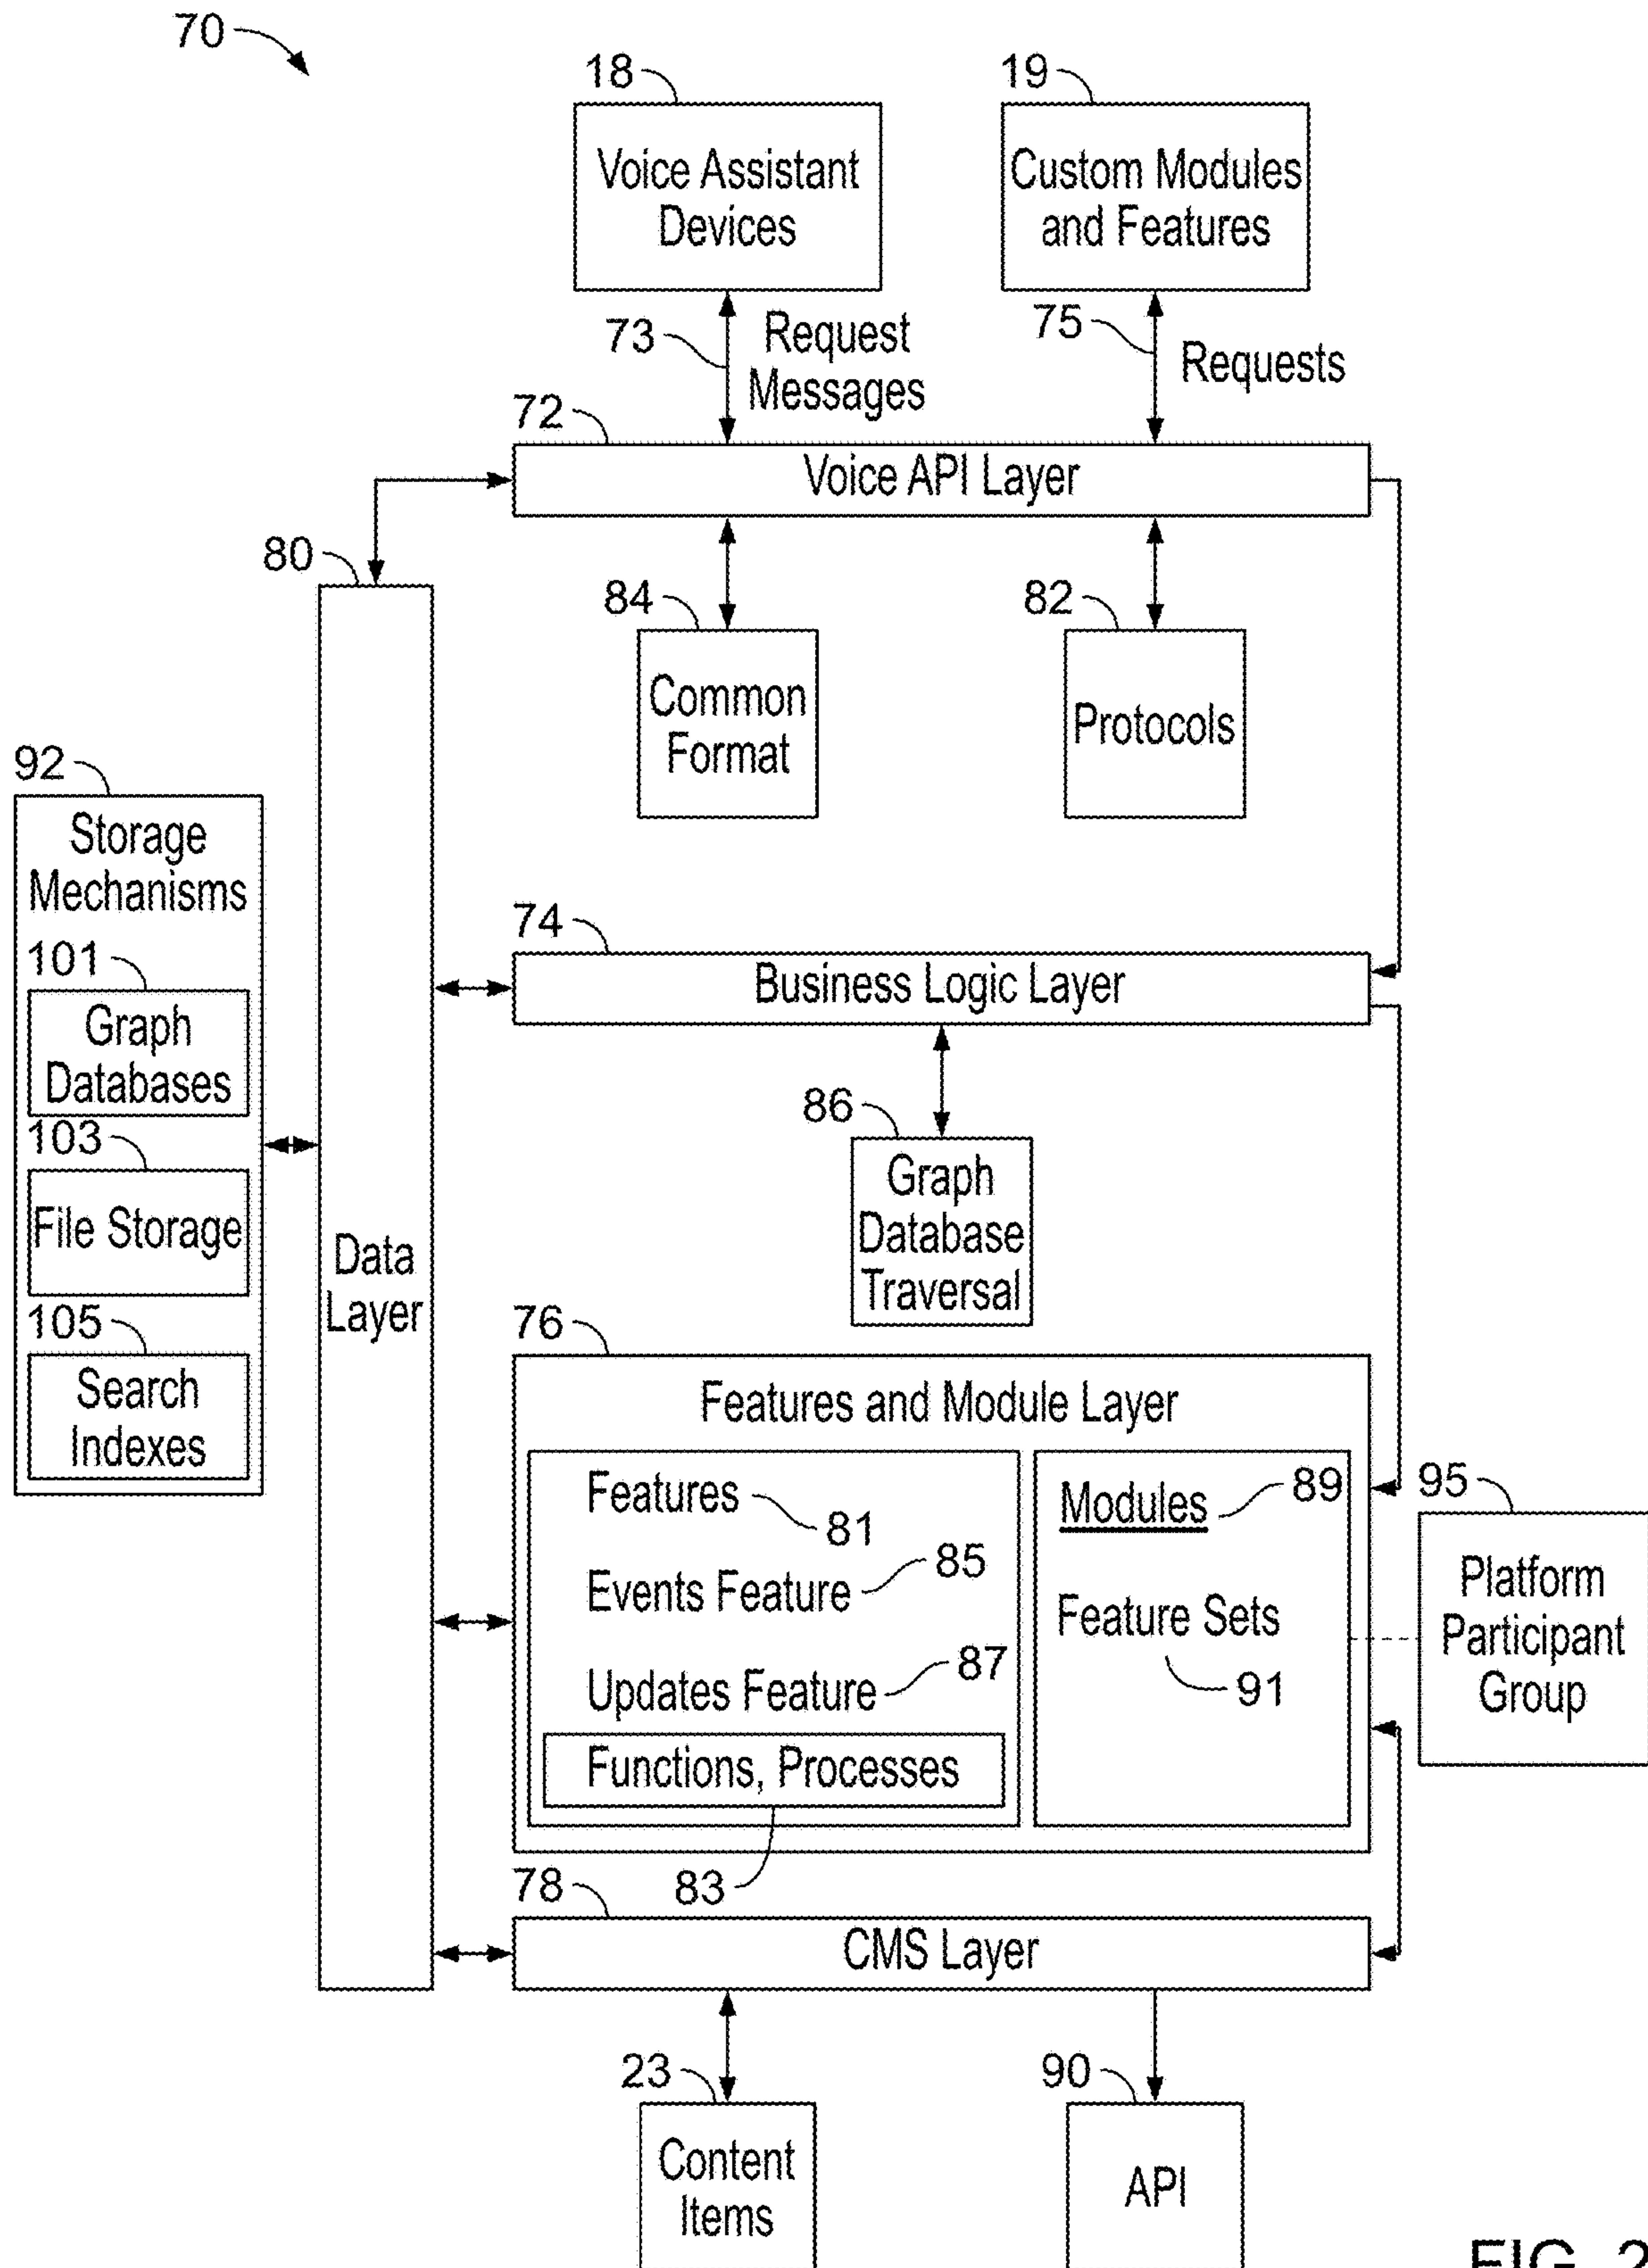 70
18
19
Voice Assistant
Devices
Custom Modules
and Features
73
Request
Messages
75
Requests
72
Voice API Layer
80
84
82
Common
Format
Protocols
92
Storage
Mechanisms
74
Business Logic Layer
101
Graph
Databases
86
Graph
Database
Traversal
103
File Storage
Data
Layer
105
Search
Indexes
76
Features and Module Layer
Features
81
Events Feature
85
Updates Feature
87
Functions, Processes
83
Modules
89
Feature Sets
91
95
Platform
Participant
Group
78
CMS Layer
23
90
Content
Items
API
FIG. 2